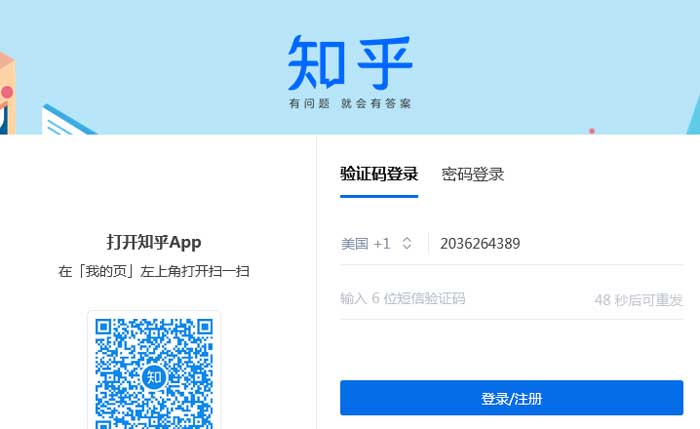 知乎
有问题 就会有答案
打开知乎App
在「我的页」左上角打开扫一扫
知
验证码登录 密码登录
美国 +1 2036264389
输入 6 位短信验证码 48 秒后可重发
登录/注册